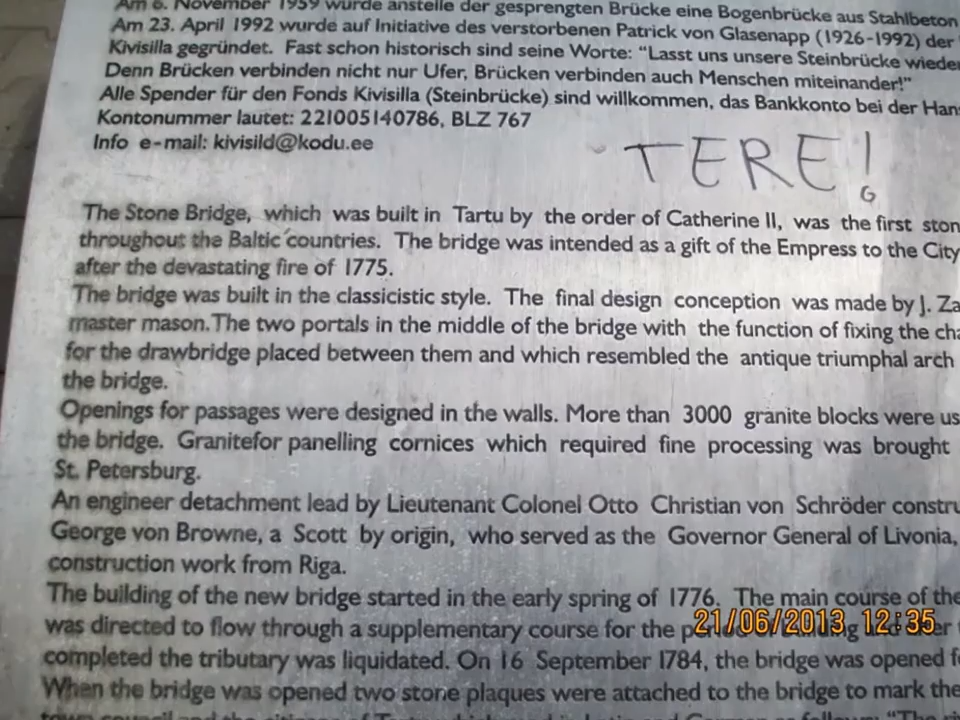 Am 6. November 1959 wurde anstelle der gesprengten Brücke eine Bogenbrücke aus Stahlbeton
Am 23. April 1992 wurde auf Initiative des verstorbenen Patrick von Glasenapp (1926-1992) der
Kivisilla gegründet. Fast schon historisch sind seine Worte: “Lasst uns unsere Steinbrücke wieder
Denn Brücken verbinden nicht nur Ufer, Brücken verbinden auch Menschen miteinander!”
Alle Spender für den Fonds Kivisilla (Steinbrücke) sind willkommen, das Bankkonto bei der Han
Kontonummer lautet: 221005140786, BLZ 767
Info e-mail: kivisild@kodu.ee
TERE!
The Stone Bridge, which was built in Tartu by the order of Catherine II, was the first ston
throughout the Baltic countries. The bridge was intended as a gift of the Empress to the City
after the devastating fire of 1775.
The bridge was built in the classicistic style. The final design conception was made by J. Za
master mason. The two portals in the middle of the bridge with the function of fixing the cha
for the drawbridge placed between them and which resembled the antique triumphal arch
the bridge.
Openings for passages were designed in the walls. More than 3000 granite blocks were us
the bridge. Granitefor panelling cornices which required fine processing was brought
St. Petersburg.
An engineer detachment lead by Lieutenant Colonel Otto Christian von Schröder constru
George von Browne, a Scott by origin, who served as the Governor General of Livonia,
construction work from Riga.
The building of the new bridge started in the early spring of 1776. The main course of the
was directed to flow through a supplementary course for the
21/06/2013 12:35
completed the tributary was liquidated. On 16 September 1784, the bridge was opened fo
When the bridge was opened two stone plaques were attached to the bridge to mark the